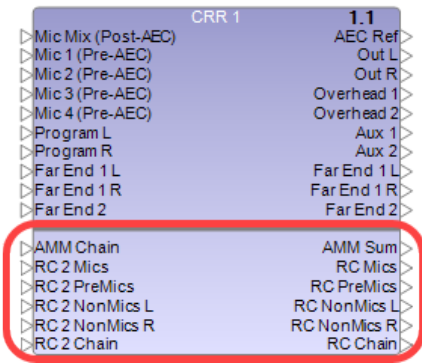 CRR 1 1.1
Mic Mix (Post-AEC) AEC Ref
Mic 1 (Pre-AEC) Out L
Mic 2 (Pre-AEC) Out R
Mic 3 (Pre-AEC) Overhead 1
Mic 4 (Pre-AEC) Overhead 2
Program L Aux 1
Program R Aux 2
Far End 1 L Far End 1 L
Far End 1 R Far End 1 R
Far End 2 Far End 2
AMM Chain AMM Sum
RC 2 Mics RC Mics
RC 2 PreMics RC PreMics
RC 2 NonMics L RC NonMics L
RC 2 NonMics R RC NonMics R
RC 2 Chain RC Chain